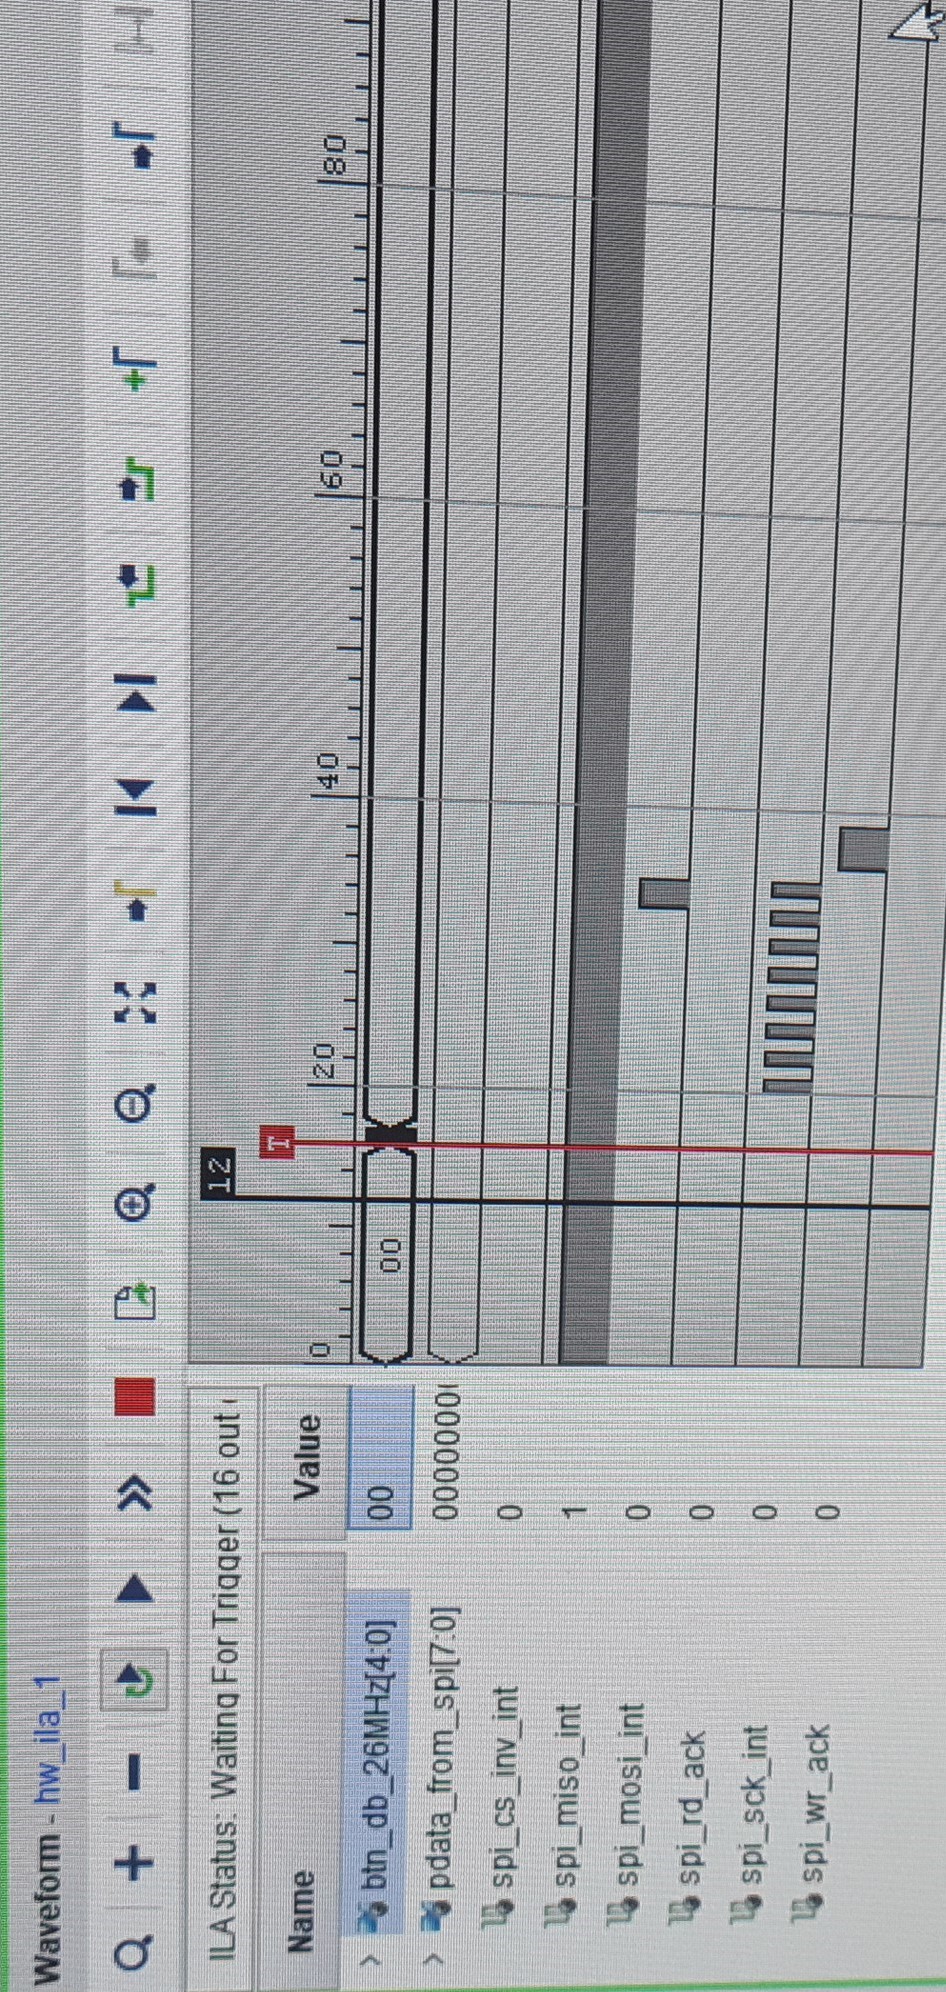 Waveform - hw_ila_1
ILA Status: Waiting For Trigger (16 out
12
T
Name Value
0 20 40 60 80
btn_db_26MHz[4:0] 00 00
pdata_from_spi[7:0] 0000000
spi_cs_inv_int 0
spi_miso_int 1
spi_mosi_int 0
spi_rd_ack 0
spi_sck_int 0
spi_wr_ack 0